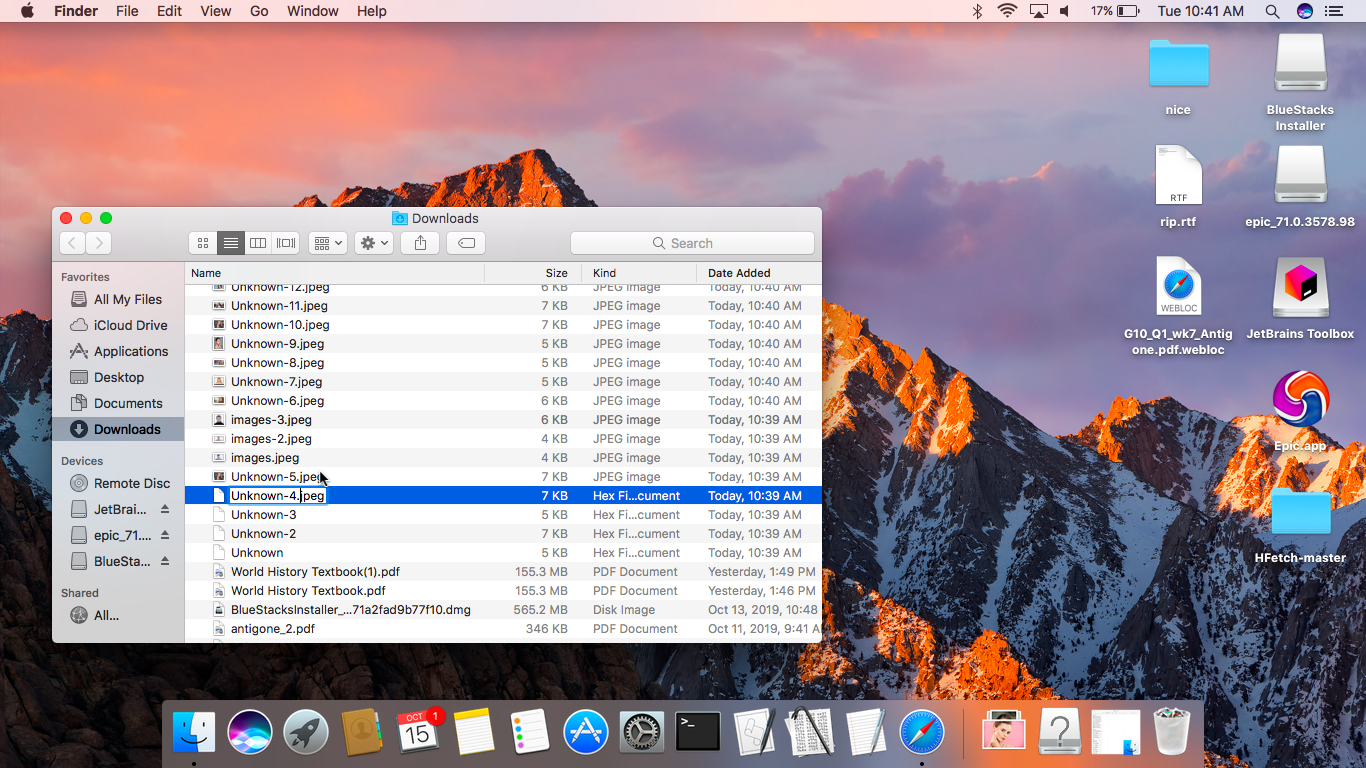 Finder File Edit View Go Window Help 17% Tue 10:41 AM
nice
BlueStacks
Installer
RTF
rip.rtf
epic_71.0.3578.98
WEBLOC
G10_Q1_wk7_Antig
one.pdf.webloc
JetBrains Toolbox
Epic.app
HFetch-master
Downloads
Search
Favorites
All My Files
iCloud Drive
Applications
Desktop
Documents
Downloads
Devices
Remote Disc
JetBrai...
epic_71....
BlueSta...
Shared
All...
Name Size Kind Date Added
Unknown-12.jpeg 6 KB JPEG image Today, 10:40 AM
Unknown-11.jpeg 7 KB JPEG image Today, 10:40 AM
Unknown-10.jpeg 7 KB JPEG image Today, 10:40 AM
Unknown-9.jpeg 5 KB JPEG image Today, 10:40 AM
Unknown-8.jpeg 5 KB JPEG image Today, 10:40 AM
Unknown-7.jpeg 5 KB JPEG image Today, 10:40 AM
Unknown-6.jpeg 6 KB JPEG image Today, 10:40 AM
images-3.jpeg 6 KB JPEG image Today, 10:39 AM
images-2.jpeg 4 KB JPEG image Today, 10:39 AM
images.jpeg 4 KB JPEG image Today, 10:39 AM
Unknown-5.jpeg 7 KB JPEG image Today, 10:39 AM
Unknown-4.jpeg 7 KB Hex Fi...cument Today, 10:39 AM
Unknown-3 5 KB Hex Fi...cument Today, 10:39 AM
Unknown-2 7 KB Hex Fi...cument Today, 10:39 AM
Unknown 5 KB Hex Fi...cument Today, 10:39 AM
World History Textbook(1).pdf 155.3 MB PDF Document Yesterday, 1:49 PM
World History Textbook.pdf 155.3 MB PDF Document Yesterday, 1:46 PM
BlueStacksInstaller_...71a2fad9b77f10.dmg 565.2 MB Disk Image Oct 13, 2019, 10:48
antigone_2.pdf 346 KB PDF Document Oct 11, 2019, 9:41 A
OCT
1
15